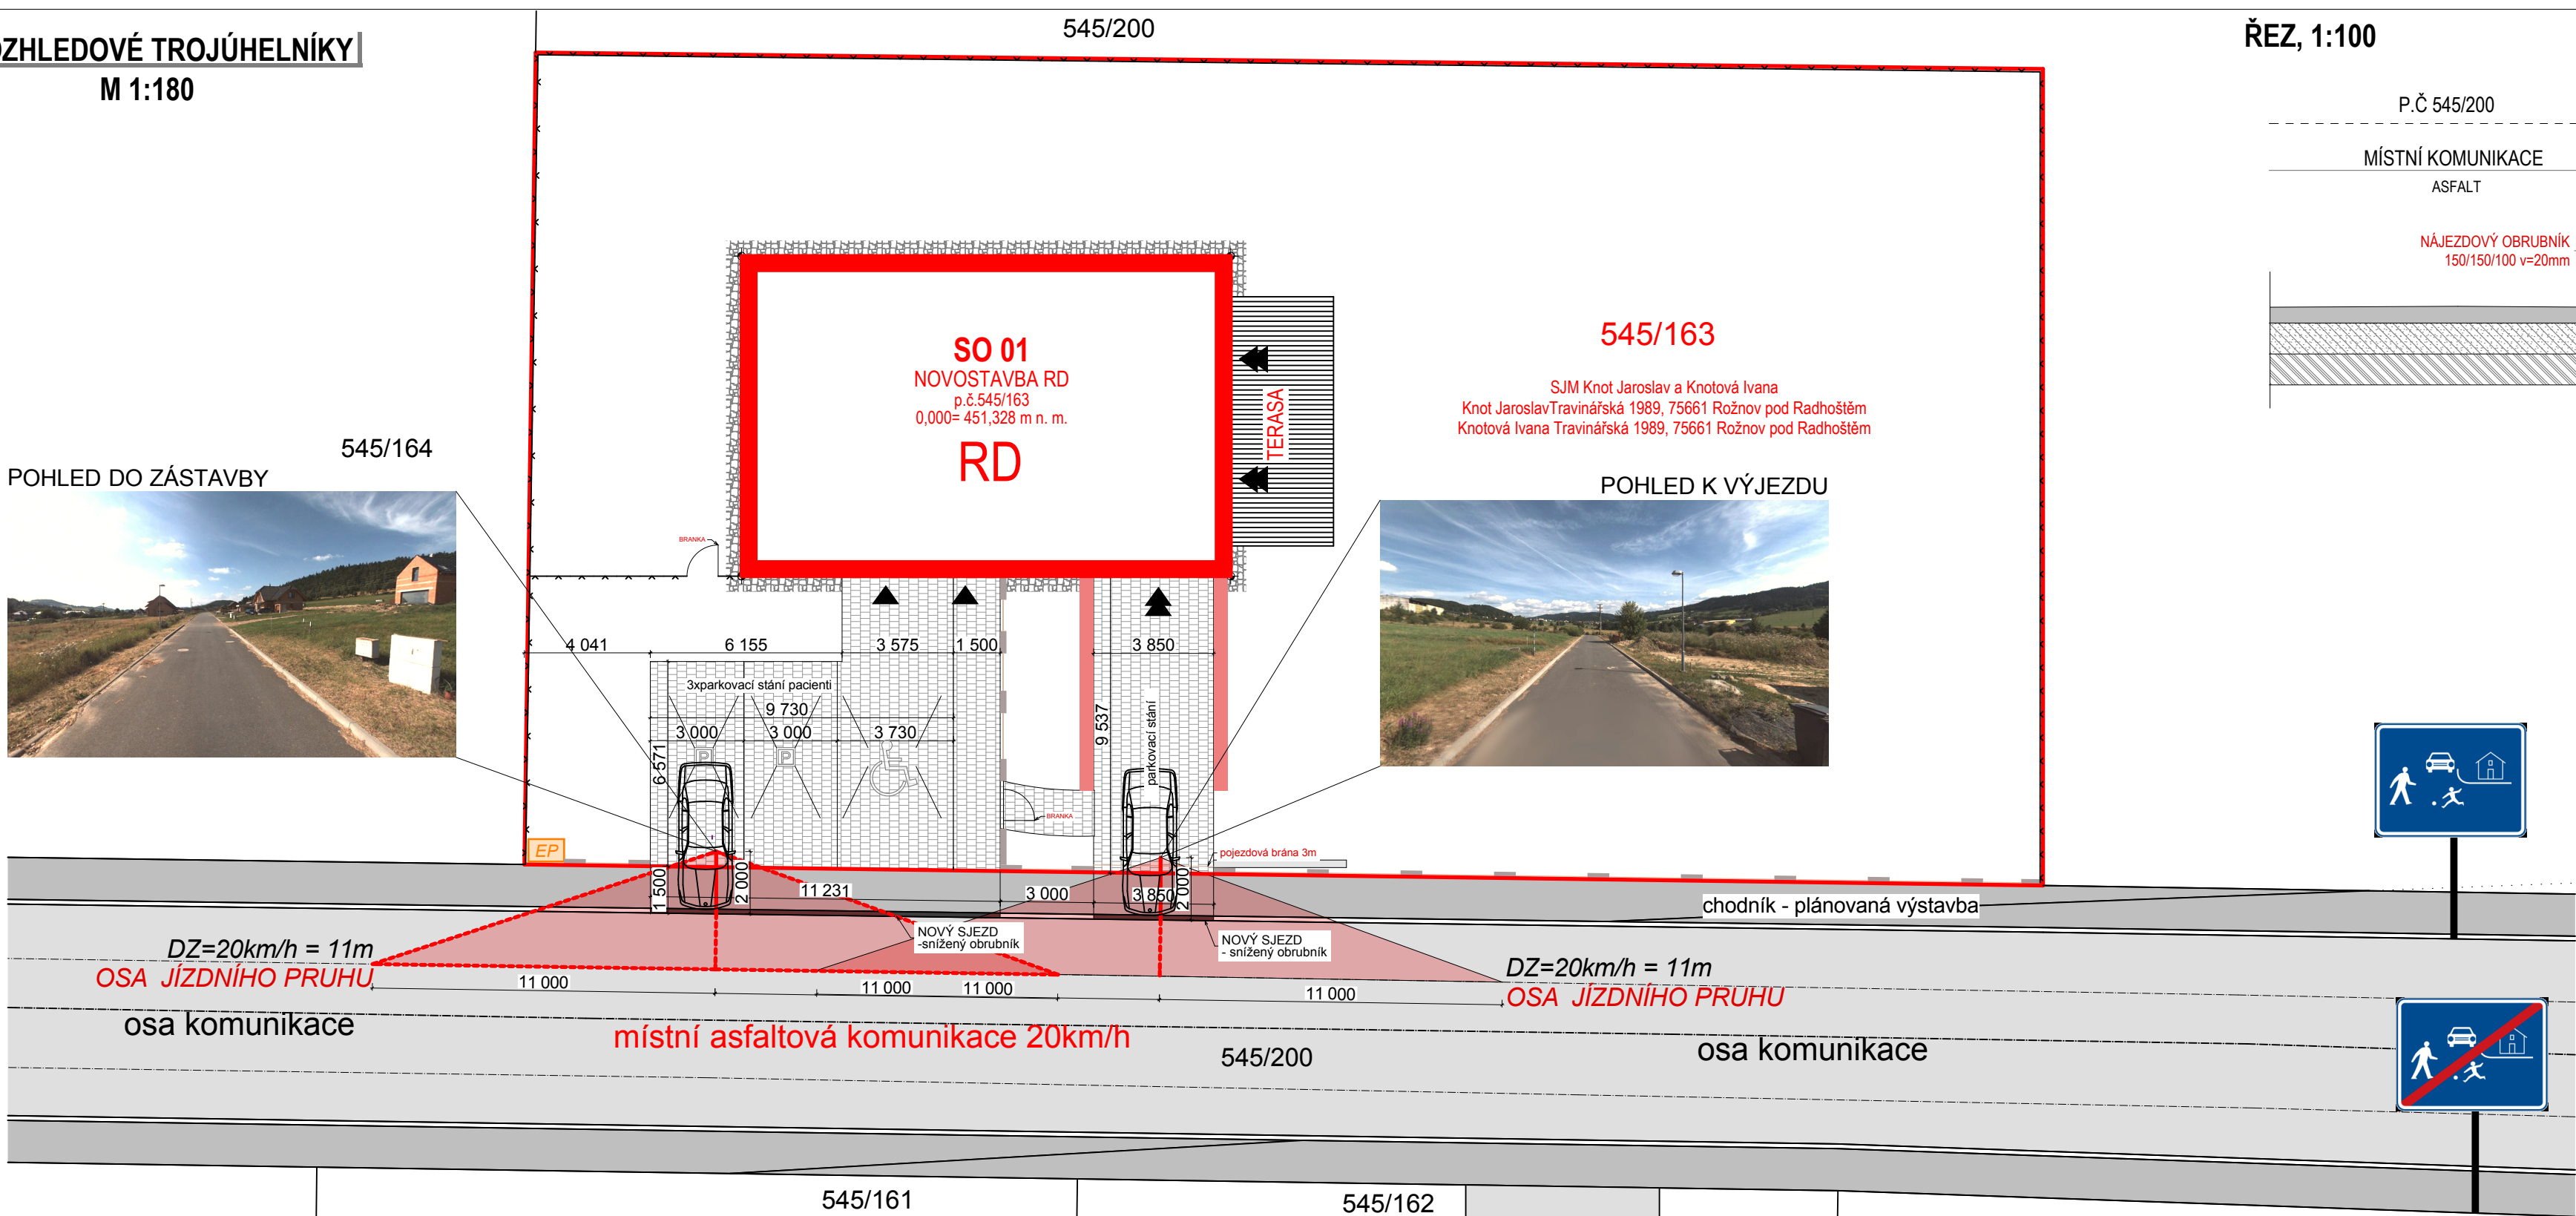 OZHLEDOVÉ TROJÚHELNÍKY
M 1:180
545/200
ŘEZ, 1:100
P.Č 545/200
MÍSTNÍ KOMUNIKACE
ASFALT
NÁJEZDOVÝ OBRUBNÍK
150/150/100 v=20mm
SO 01
NOVOSTAVBA RD
p.č.545/163
0,000= 451,328 m n. m.
RD
TERASA
545/163
SJM Knot Jaroslav a Knotová Ivana
Knot JaroslavTravinářská 1989, 75661 Rožnov pod Radhoštěm
Knotová Ivana Travinářská 1989, 75661 Rožnov pod Radhoštěm
545/164
POHLED DO ZÁSTAVBY
POHLED K VÝJEZDU
BRANKA
4 041
6 155
3 575
1 500
3 850
3xparkovací stání pacienti
9 730
3 000
3 000
3 730
P
P
6 571
9 537
parkovací stání
BRANKA
EP
pojezdová brána 3m
1 500
2 000
11 231
3 000
3 850
2 000
chodník - plánovaná výstavba
NOVÝ SJEZD
-snížený obrubník
NOVÝ SJEZD
- snížený obrubník
DZ=20km/h = 11m
OSA JÍZDNÍHO PRUHU
DZ=20km/h = 11m
OSA JÍZDNÍHO PRUHU
11 000
11 000
11 000
11 000
osa komunikace
místní asfaltová komunikace 20km/h
545/200
osa komunikace
545/161
545/162